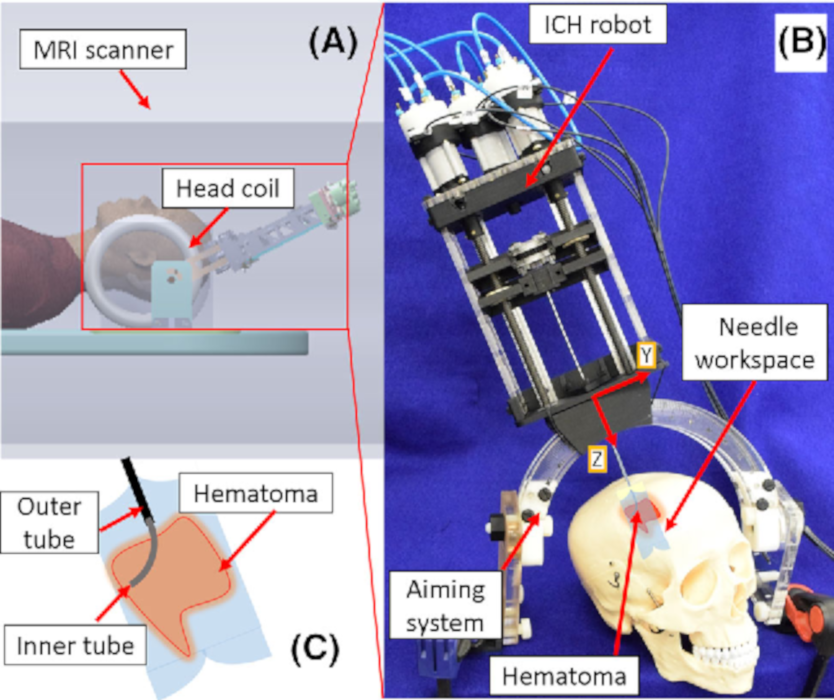 (A)
MRI scanner
Head coil
ICH robot
(B)
Needle
workspace
Y
Z
Outer
tube
Hematoma
Inner tube
(C)
Aiming
system
Hematoma